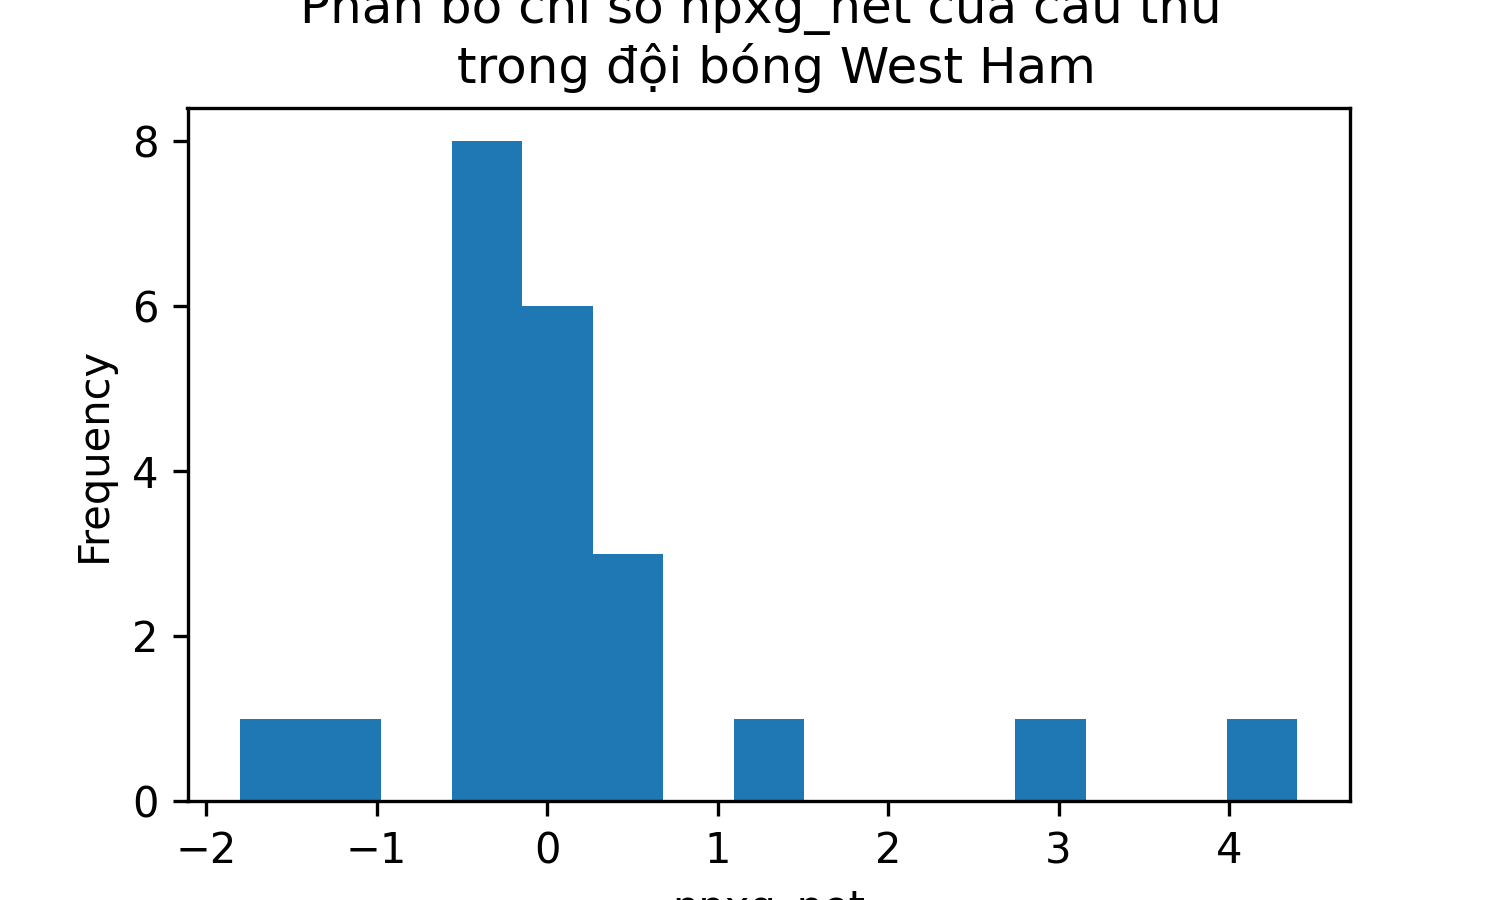 Phân bố chỉ số npxg_net của cầu thủ
trong đội bóng West Ham
8
6
4
2
0
Frequency
−2 −1 0 1 2 3 4
npxg_net